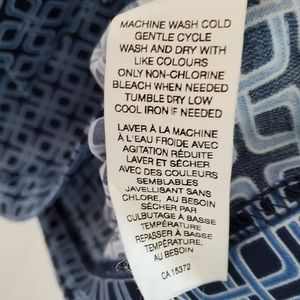 MACHINE WASH COLD
GENTLE CYCLE
WASH AND DRY WITH
LIKE COLOURS
ONLY NON-CHLORINE
BLEACH WHEN NEEDED
TUMBLE DRY LOW
COOL IRON IF NEEDED
LAVER À LA MACHINE
À L'EAU FROIDE AVEC
AGITATION RÉDUITE
LAVER ET SÉCHER
AVEC DES COULEURS
SEMBLABLES
JAVELLISANT SANS
CHLORE, AU BESOIN
SÉCHER PAR
CULBUTAGE À BASSE
TEMPÉRATURE
REPASSER À BASSE
TEMPÉRATURE,
AU BESOIN
CA 15372